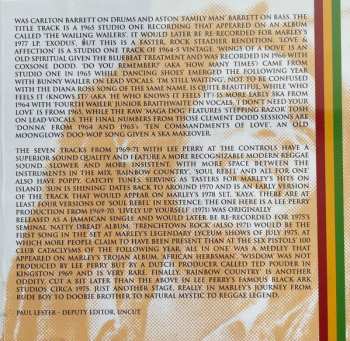 WAS CARLTON BARRETT ON DRUMS AND ASTON 'FAMILY MAN' BARRETT ON BASS. THE
TITLE TRACK IS A 1965 STUDIO ONE RECORDING THAT APPEARED ON AN ALBUM
CALLED 'THE WAILING WAILERS'. IT WOULD LATER BE RE-RECORDED FOR MARLEY'S
1977 LP, 'EXODUS', BUT THIS IS A FASTER, ROCK STEADIER RENDITION. 'LOVE &
AFFECTION' IS A STUDIO ONE TRACK OF 1964-5 VINTAGE. 'WINGS OF A DOVE' IS AN
OLD SPIRITUAL GIVEN THE BLUEBEAT TREATMENT AND WAS RECORDED IN 1966 WITH
COXSONE DODD. 'DO YOU REMEMBER' (AKA 'HOW MANY TIMES') CAME FROM
STUDIO ONE IN 1965 WHILE 'DANCING SHOES' EMERGED THE FOLLOWING YEAR
WITH BUNNY WAILER ON LEAD VOCALS. 'I'M STILL WAITING', NOT TO BE CONFUSED
WITH THE DIANA ROSS SONG OF THE SAME NAME, IS QUITE BEAUTIFUL, WHILE 'WHO
FEELS IT KNOWS IT' (AKA 'HE WHO KNOWS IT FEELS IT') IS MORE EARLY SKA FROM
1964 WITH FOURTH WAILER JUNIOR BRAITHWAITE ON VOCALS. 'I DON'T NEED YOUR
LOVE' IS FROM 1965, WHILE THE RAW 'MAGA DOG' FEATURES STEPPING RAZOR TOSH
ON LEAD VOCALS. THE FINAL NUMBERS FROM THOSE CLEMENT DODD SESSIONS ARE
'DONNA' FROM 1964 AND 1965'S 'TEN COMMANDMENTS OF LOVE', AN OLD
MOONGLOWS DOO-WOP SONG GIVEN A SKA MAKEOVER.
THE SEVEN TRACKS FROM 1969-71 WITH LEE PERRY AT THE CONTROLS HAVE A
SUPERIOR SOUND QUALITY AND FEATURE A MORE RECOGNIZABLE MODERN REGGAE
SOUND, SLOWER AND MORE INSISTENT, WITH MORE SPACE BETWEEN THE
INSTRUMENTS IN THE MIX. 'RAINBOW COUNTRY', 'SOUL REBEL' AND 'ALL FOR ONE'
ALSO HAVE POPPY, CATCHY TUNES, SERVING AS TASTERS FOR MARLEY'S HITS ON
ISLAND. 'SUN IS SHINING' DATES BACK TO AROUND 1970 AND IS AN EARLY VERSION
OF THE TRACK THAT WOULD APPEAR ON MARLEY'S 1978 SET, 'KAYA'. THERE ARE AT
LEAST FOUR VERSIONS OF 'SOUL REBEL' IN EXISTENCE: THE ONE HERE IS A LEE PERRY
PRODUCTION FROM 1969-70. 'LIVELY UP YOURSELF' (1971) WAS ORIGINALLY
RELEASED AS A JAMAICAN SINGLE AND WOULD LATER BE RE-RECORDED FOR 1975'S
SEMINAL 'NATTY DREAD' ALBUM. 'TRENCHTOWN ROCK' (ALSO 1971) WOULD BE THE
FIRST SONG IN THE SET AT MARLEY'S LEGENDARY LYCEUM SHOWS OF JULY 1975, AT
WHICH MORE PEOPLE CLAIM TO HAVE BEEN PRESENT THAN AT THE SEX PISTOLS' 100
CLUB CATACLYSMS OF THE FOLLOWING YEAR. 'ALL IN ONE' WAS A MEDLEY THAT
APPEARED ON MARLEY'S TROJAN ALBUM, 'AFRICAN HERBSMAN'. 'WISDOM' WAS NOT
PRODUCED BY LEE PERRY BUT BY A DUTCH PRODUCER CALLED TED POUDER IN
KINGSTON 1969 AND IS VERY RARE. FINALLY, 'RAINBOW COUNTRY' IS ANOTHER
ODDITY, CUT A BIT LATER THAN THE ABOVE IN LEE PERRY'S FAMOUS BLACK ARK
STUDIOS CIRCA 1975. JUST ANOTHER STAGE, REALLY, IN MARLEY'S JOURNEY FROM
RUDE BOY TO DOOBIE BROTHER TO NATURAL MYSTIC TO REGGAE LEGEND.
PAUL LESTER - DEPUTY EDITOR, UNCUT